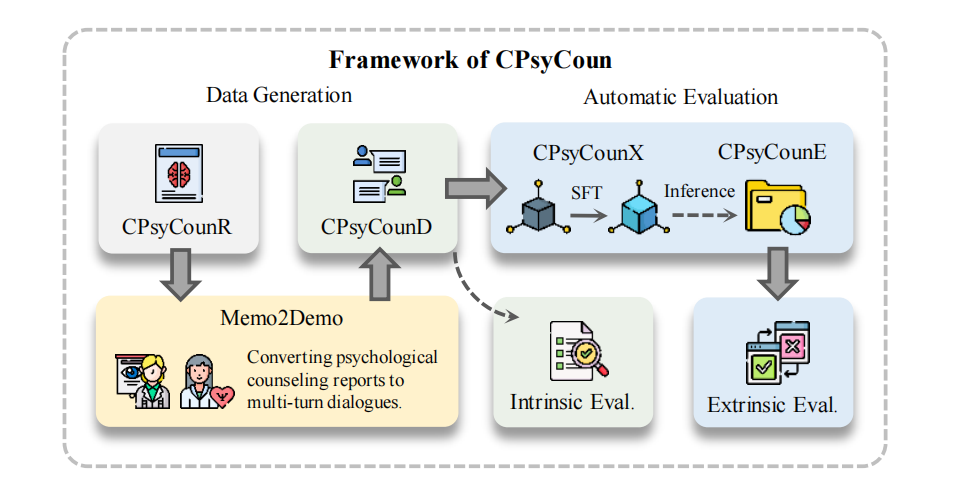 Framework of CPsyCoun
Data Generation
Automatic Evaluation
CPsyCounR
CPsyCounD
CPsyCounX
SFT
Inference
CPsyCounE
Memo2Demo
Converting psychological
counseling reports to
multi-turn dialogues.
Intrinsic Eval.
Extrinsic Eval.